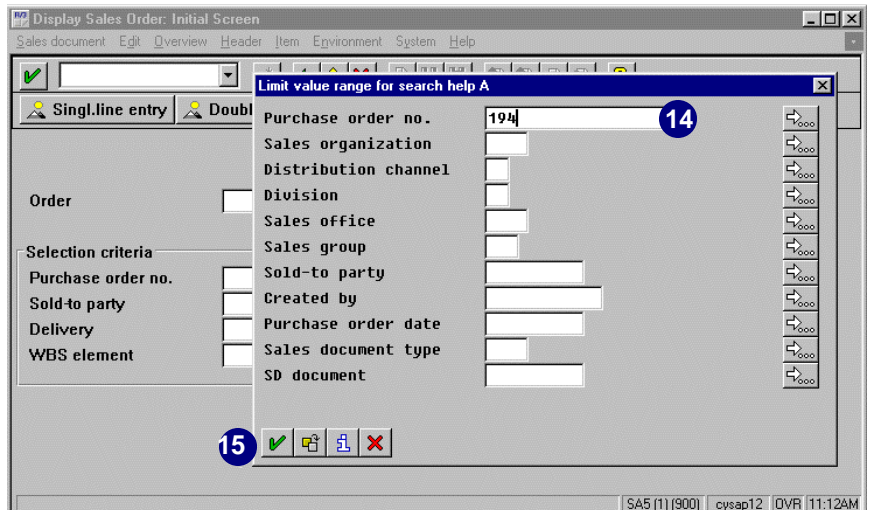 Display Sales Order: Initial Screen
Sales document Edit Overview Header Item Environment System Help
Limit value range for search help A
Singl.line entry Doubl
Purchase order no. 194 14
Sales organization
Distribution channel
Division
Order
Sales office
Sales group
Selection criteria
Sold-to party
Purchase order no.
Created by
Sold-to party
Purchase order date
Delivery
Sales document type
WBS element
SD document
15
SA5 (1) (900) cysap12 OVR 11:12AM